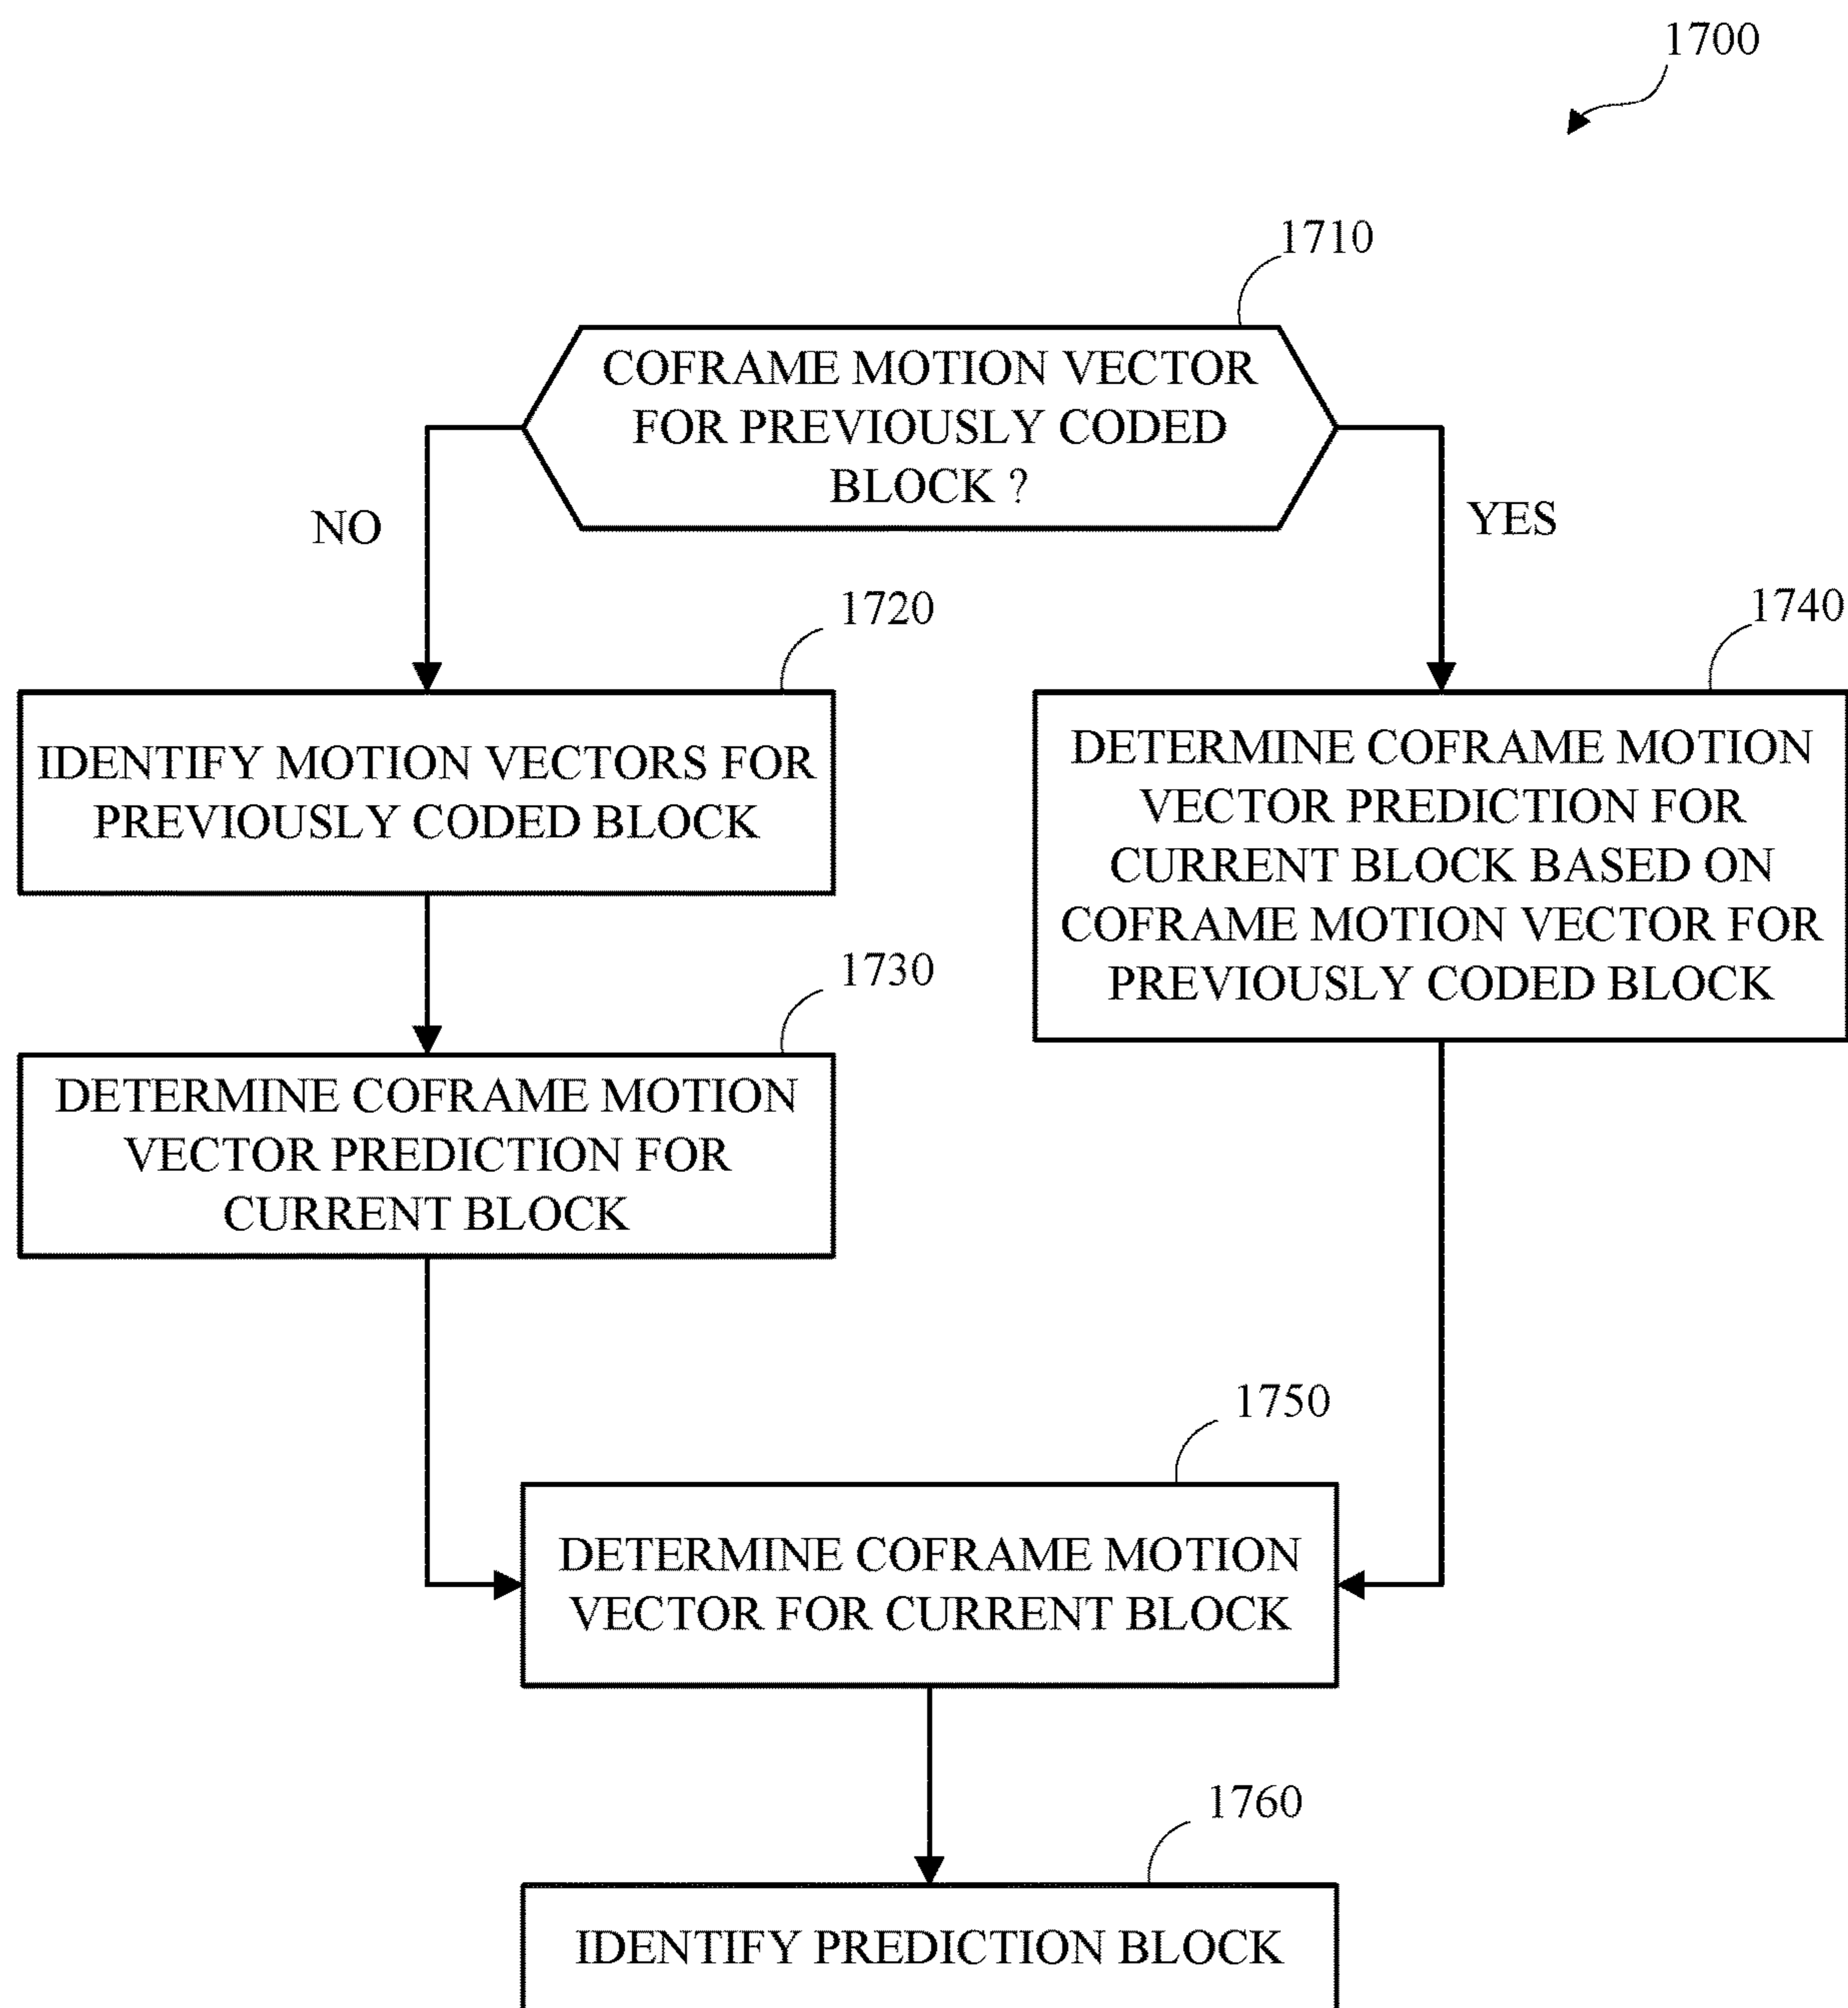 1700
1710
COFRAME MOTION VECTOR
FOR PREVIOUSLY CODED
BLOCK ?
NO
YES
1720
IDENTIFY MOTION VECTORS FOR
PREVIOUSLY CODED BLOCK
1740
DETERMINE COFRAME MOTION
VECTOR PREDICTION FOR
CURRENT BLOCK BASED ON
COFRAME MOTION VECTOR FOR
PREVIOUSLY CODED BLOCK
1730
DETERMINE COFRAME MOTION
VECTOR PREDICTION FOR
CURRENT BLOCK
1750
DETERMINE COFRAME MOTION
VECTOR FOR CURRENT BLOCK
1760
IDENTIFY PREDICTION BLOCK